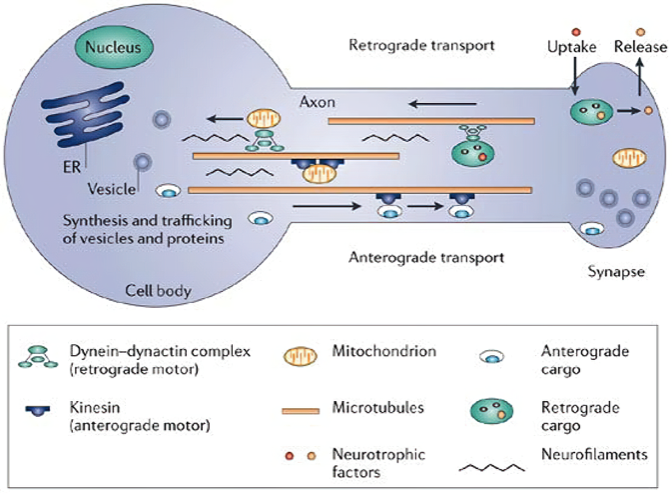 Nucleus
Retrograde transport
Uptake
Release
Axon
ER
Vesicle
Synthesis and trafficking
of vesicles and proteins
Anterograde transport
Synapse
Cell body
Dynein–dynactin complex
(retrograde motor)
Mitochondrion
Anterograde
cargo
Kinesin
(anterograde motor)
Microtubules
Retrograde
cargo
Neurotrophic
factors
Neurofilaments